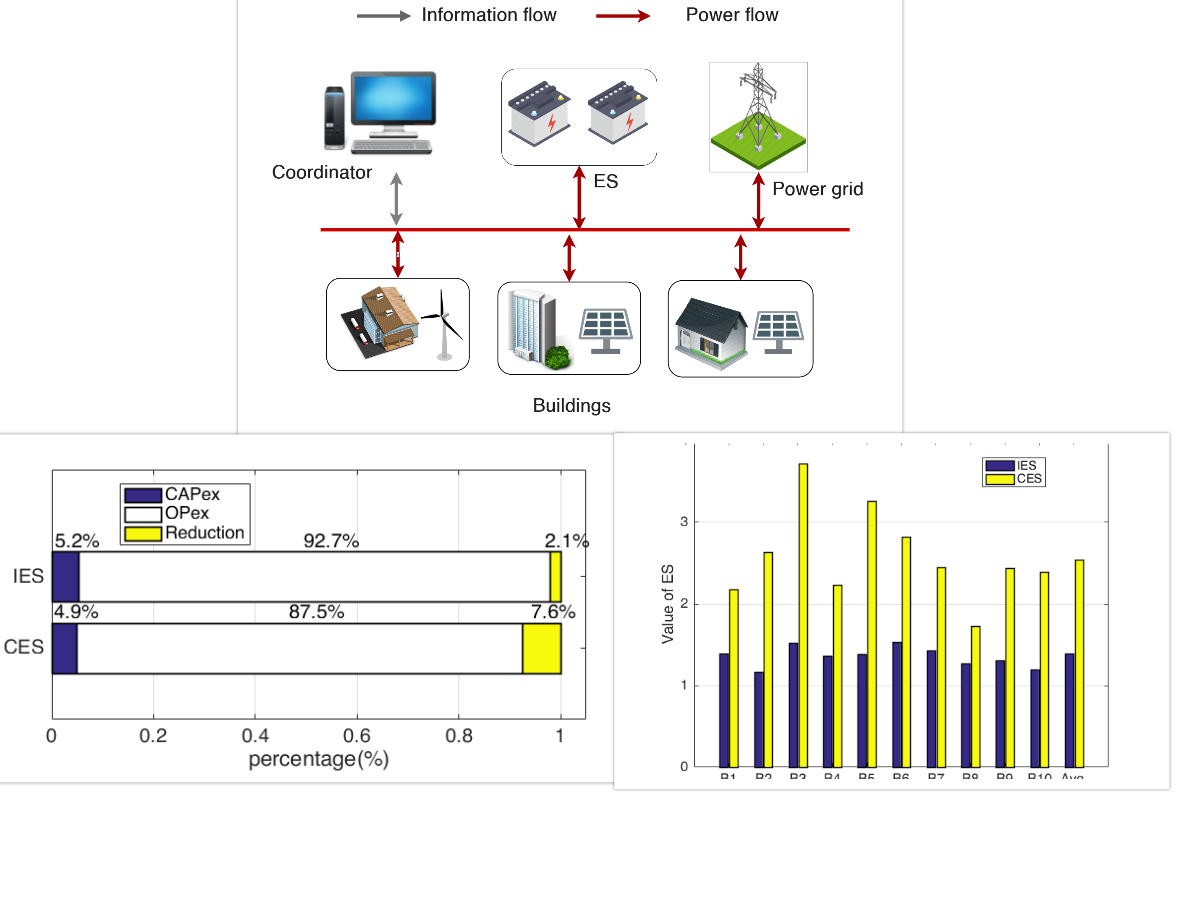 Information flow
Power flow
Coordinator
ES
Power grid
Buildings
CAPex
OPex
Reduction
5.2%
92.7%
2.1%
IES
4.9%
87.5%
7.6%
CES
0 0.2 0.4 0.6 0.8 1
percentage(%)
IES
CES
Value of ES
3
2
1
0
B1 B2 B3 B4 B5 B6 B7 B8 B9 B10 Avg